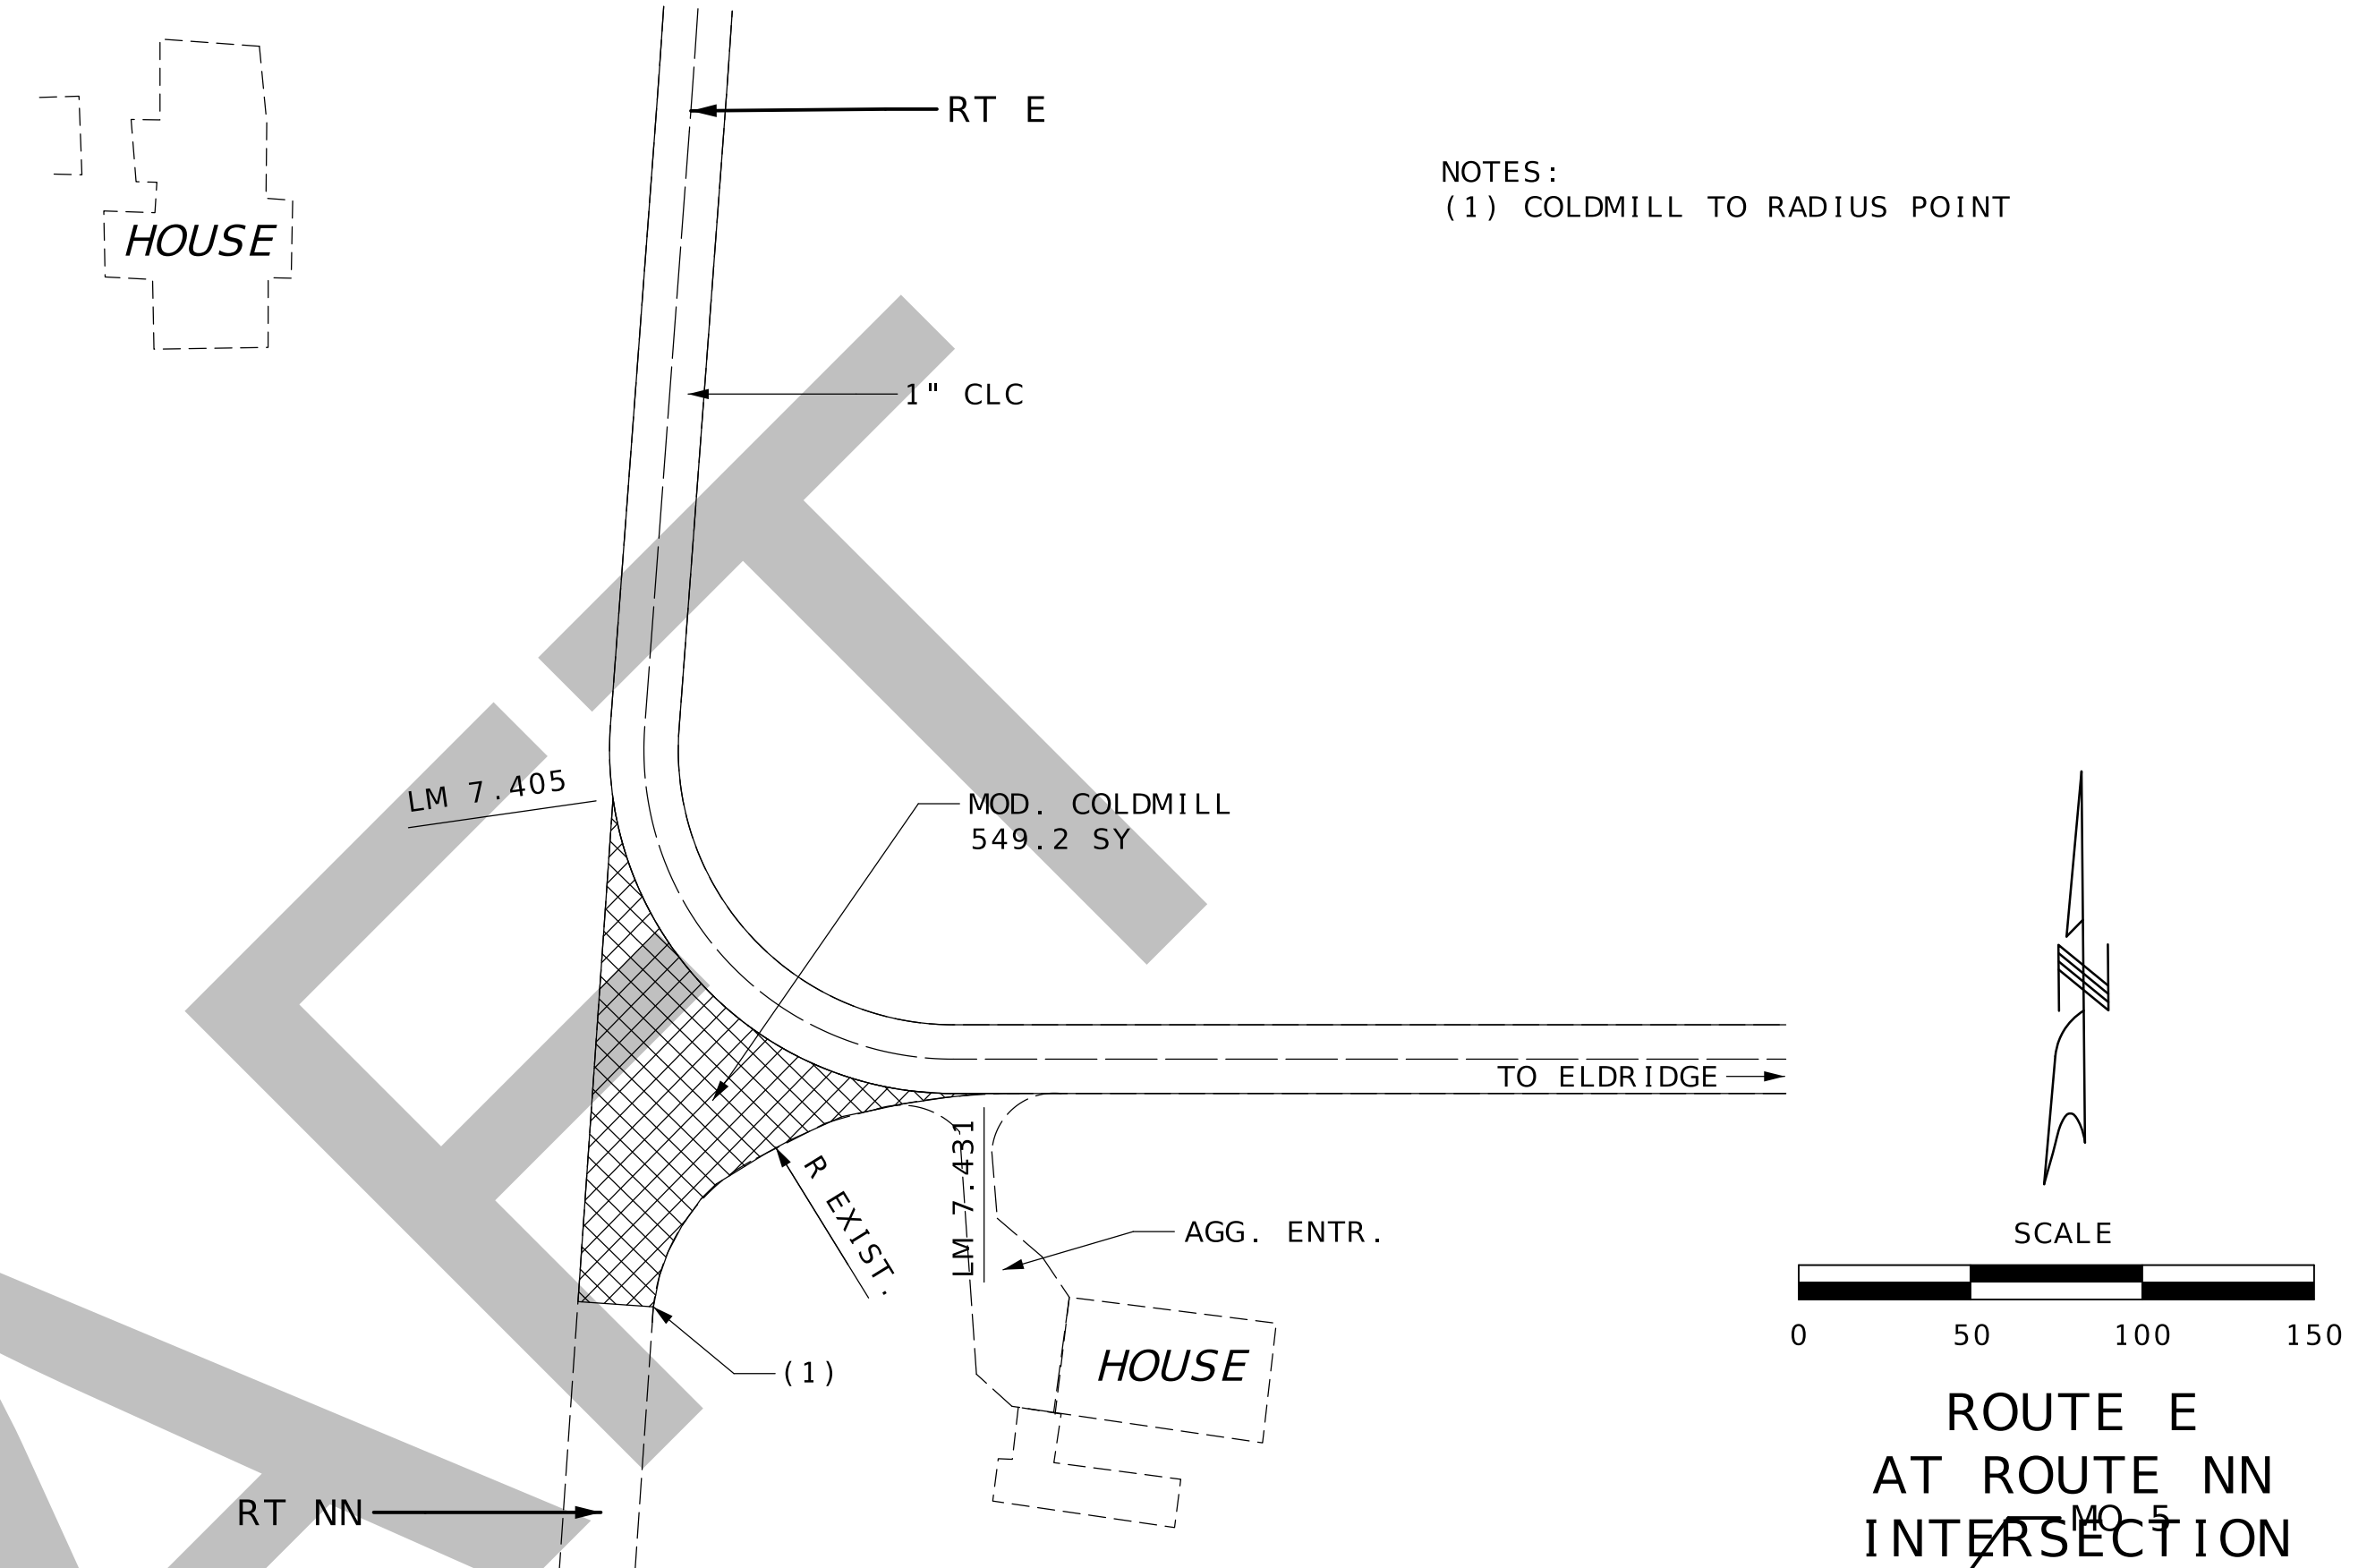 RT E
NOTES:
(1) COLDMILL TO RADIUS POINT
HOUSE
1" CLC
LM 7.405
MOD. COLDMILL
549.2 SY
TO ELDRIDGE
R EXIST.
LM 7.431
AGG. ENTR.
N
SCALE
0 50 100 150
(1)
HOUSE
RT NN
ROUTE E
AT ROUTE NN
INTERSECTION
MO 5